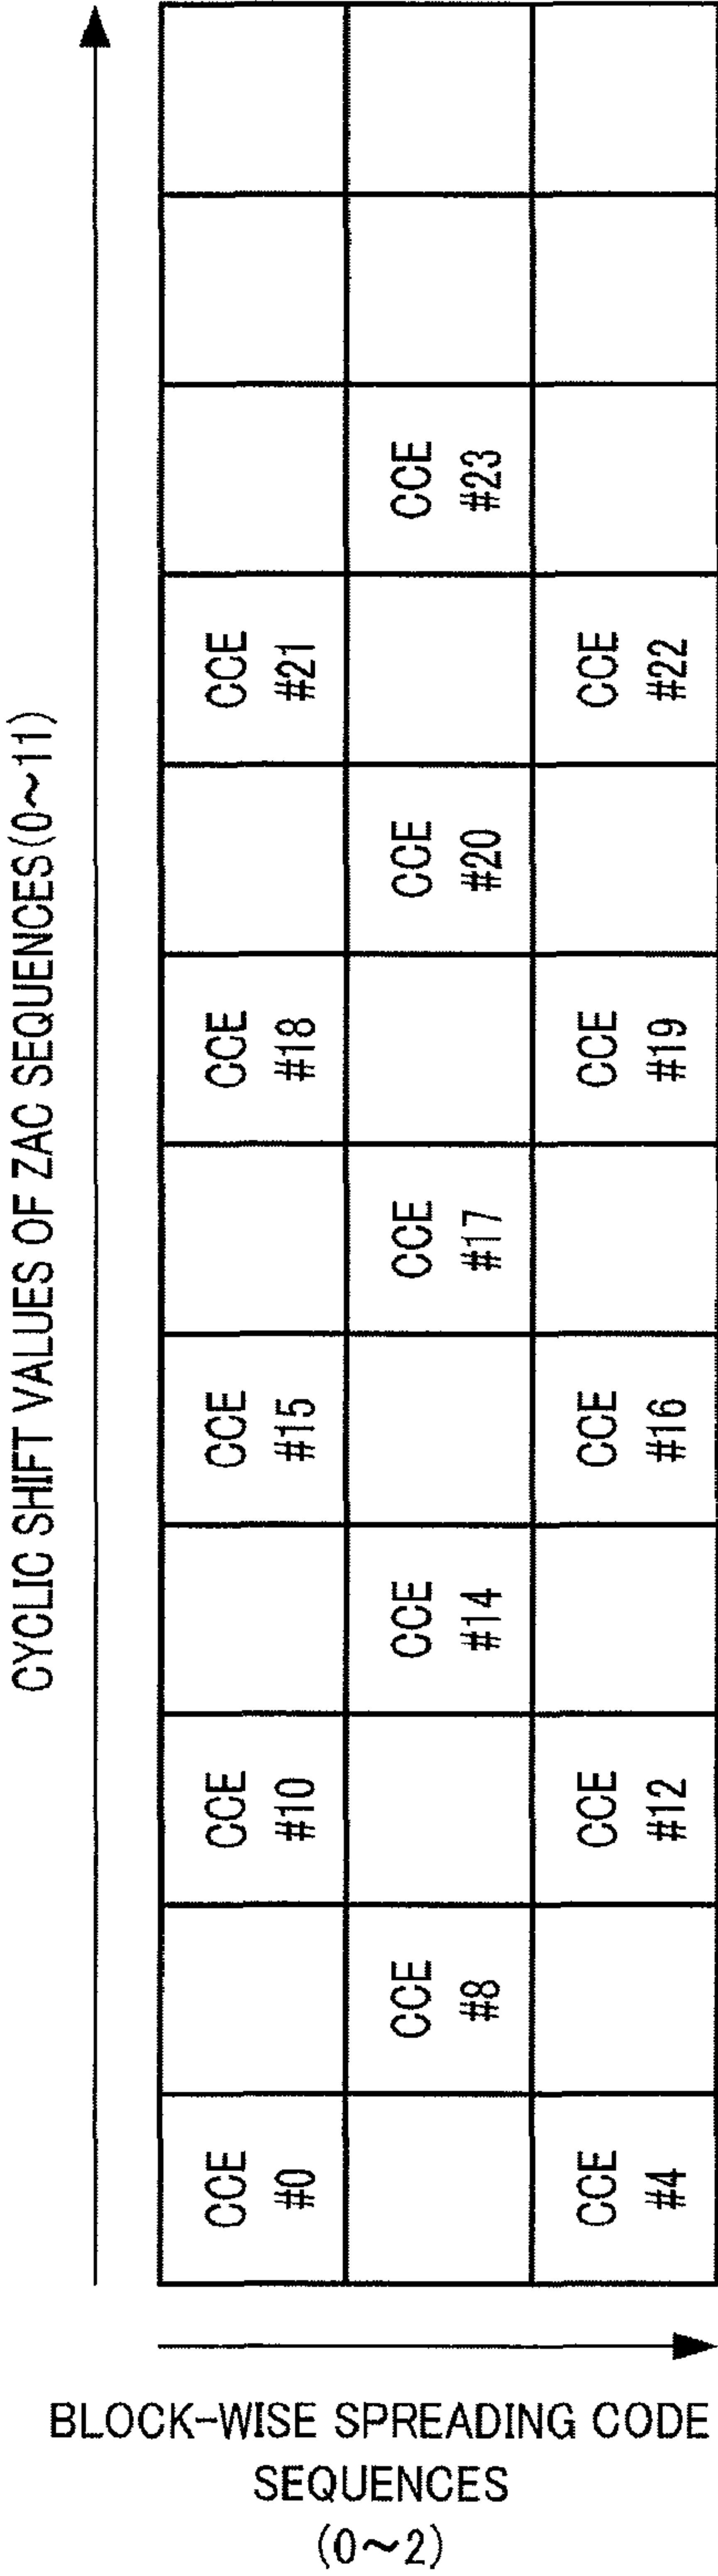 CYCLIC SHIFT VALUES OF ZAC SEQUENCES(0~11)
CCE
#23
CCE
#21
CCE
#22
CCE
#20
CCE
#18
CCE
#19
CCE
#17
CCE
#15
CCE
#16
CCE
#14
CCE
#10
CCE
#12
CCE
#8
CCE
#0
CCE
#4
BLOCK-WISE SPREADING CODE
SEQUENCES
(0~2)